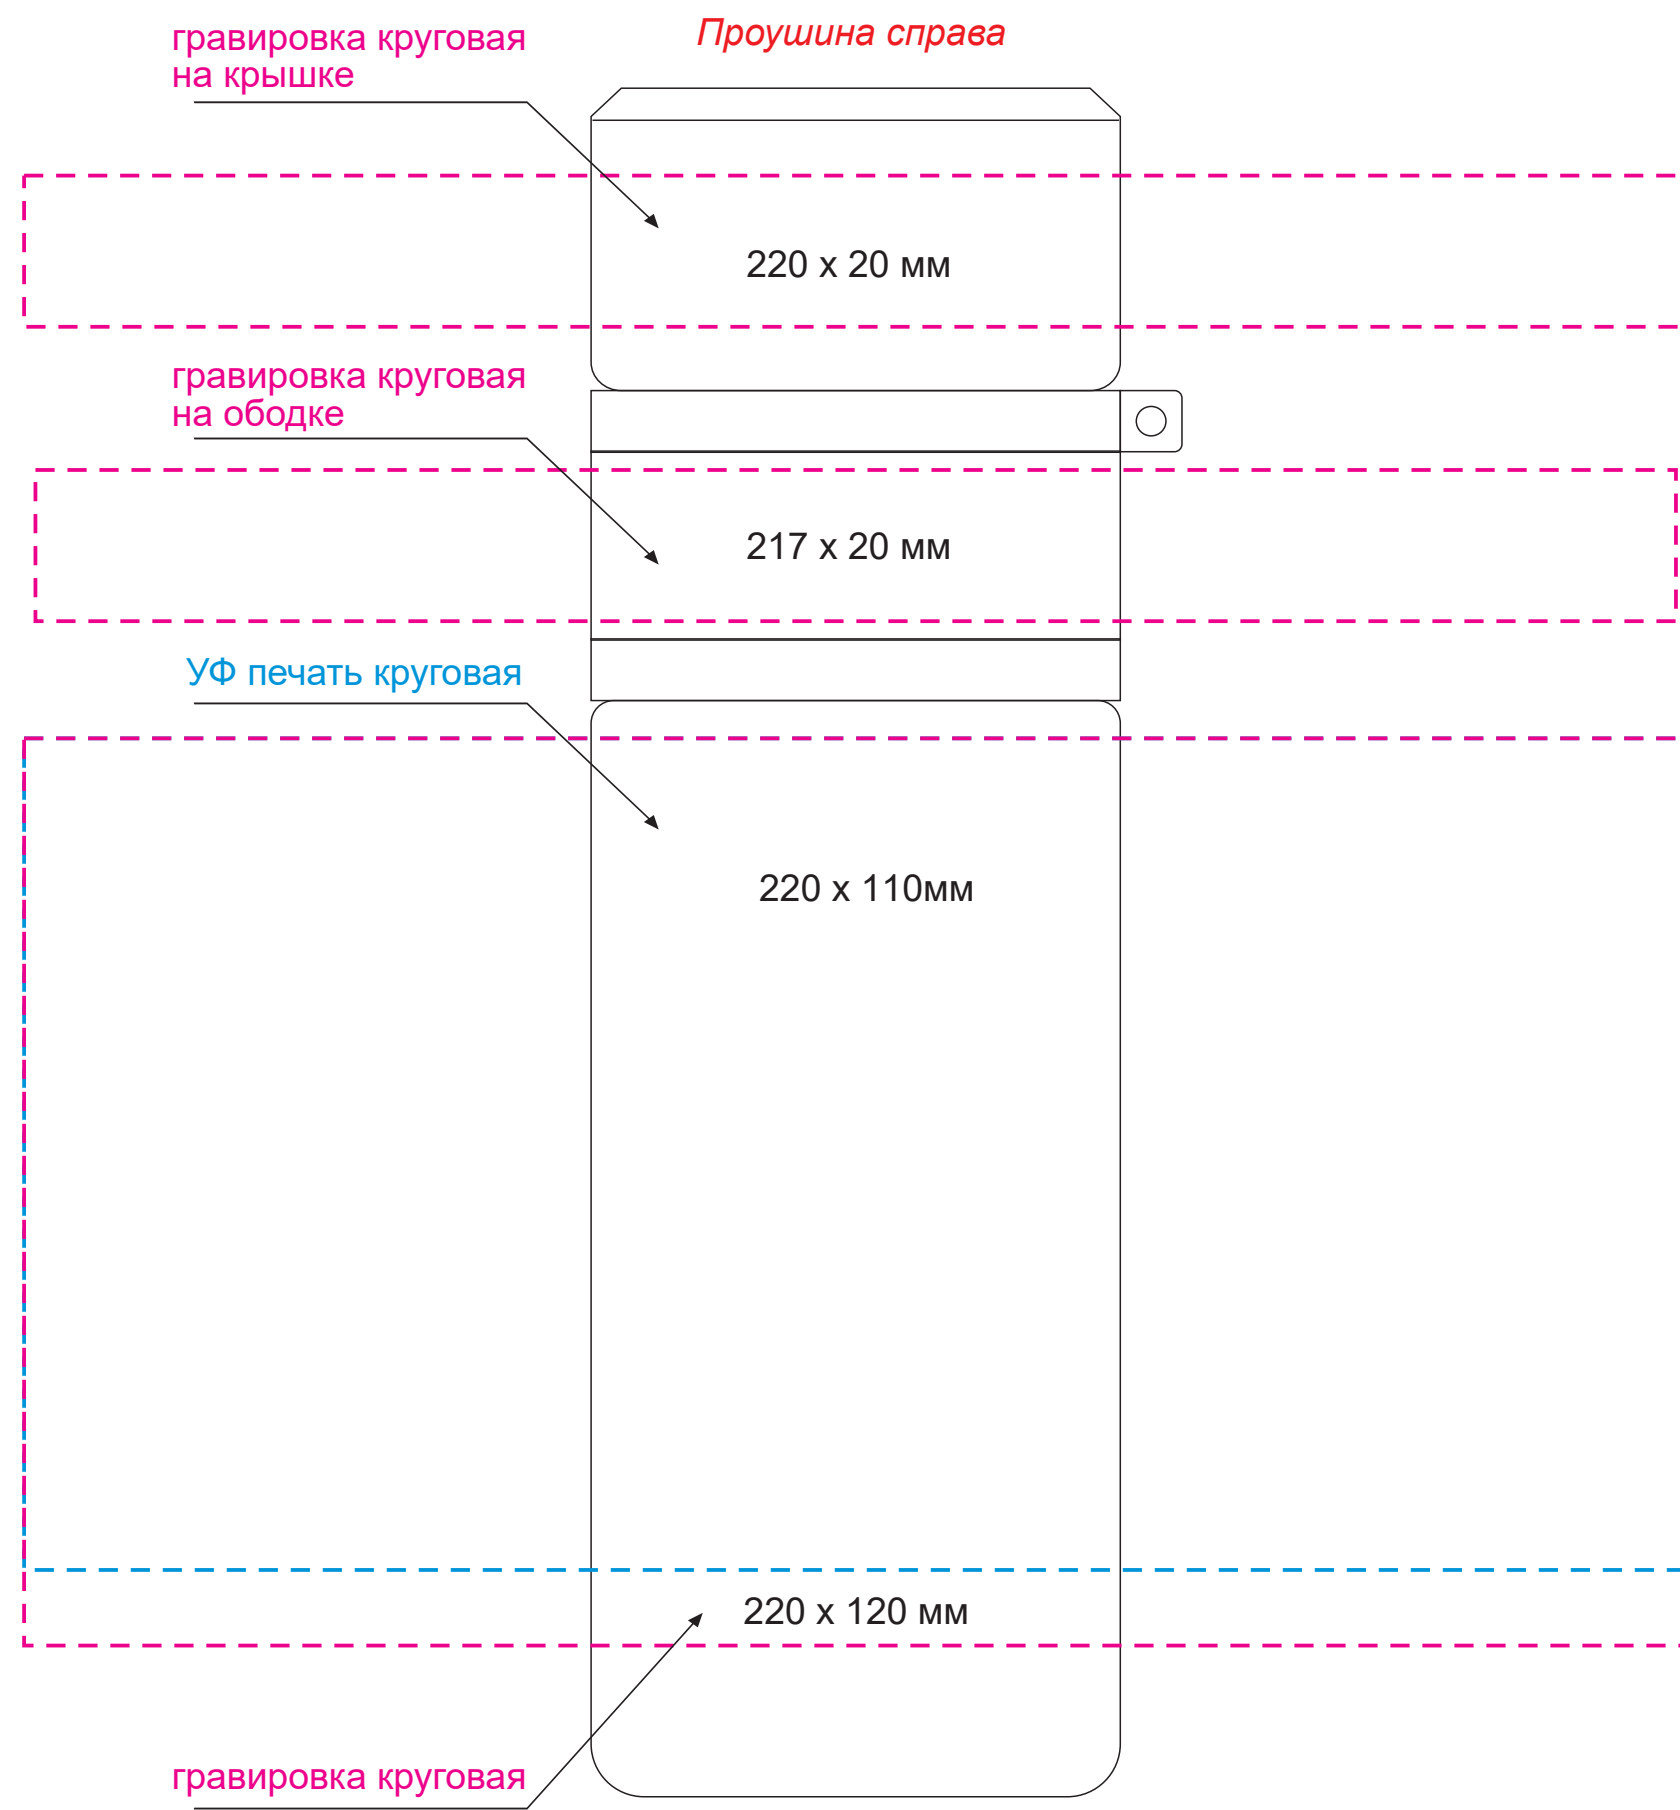 Проушина справа
гравировка круговая
на крышке
220 x 20 мм
гравировка круговая
на ободке
217 x 20 мм
УФ печать круговая
220 x 110мм
220 x 120 мм
гравировка круговая